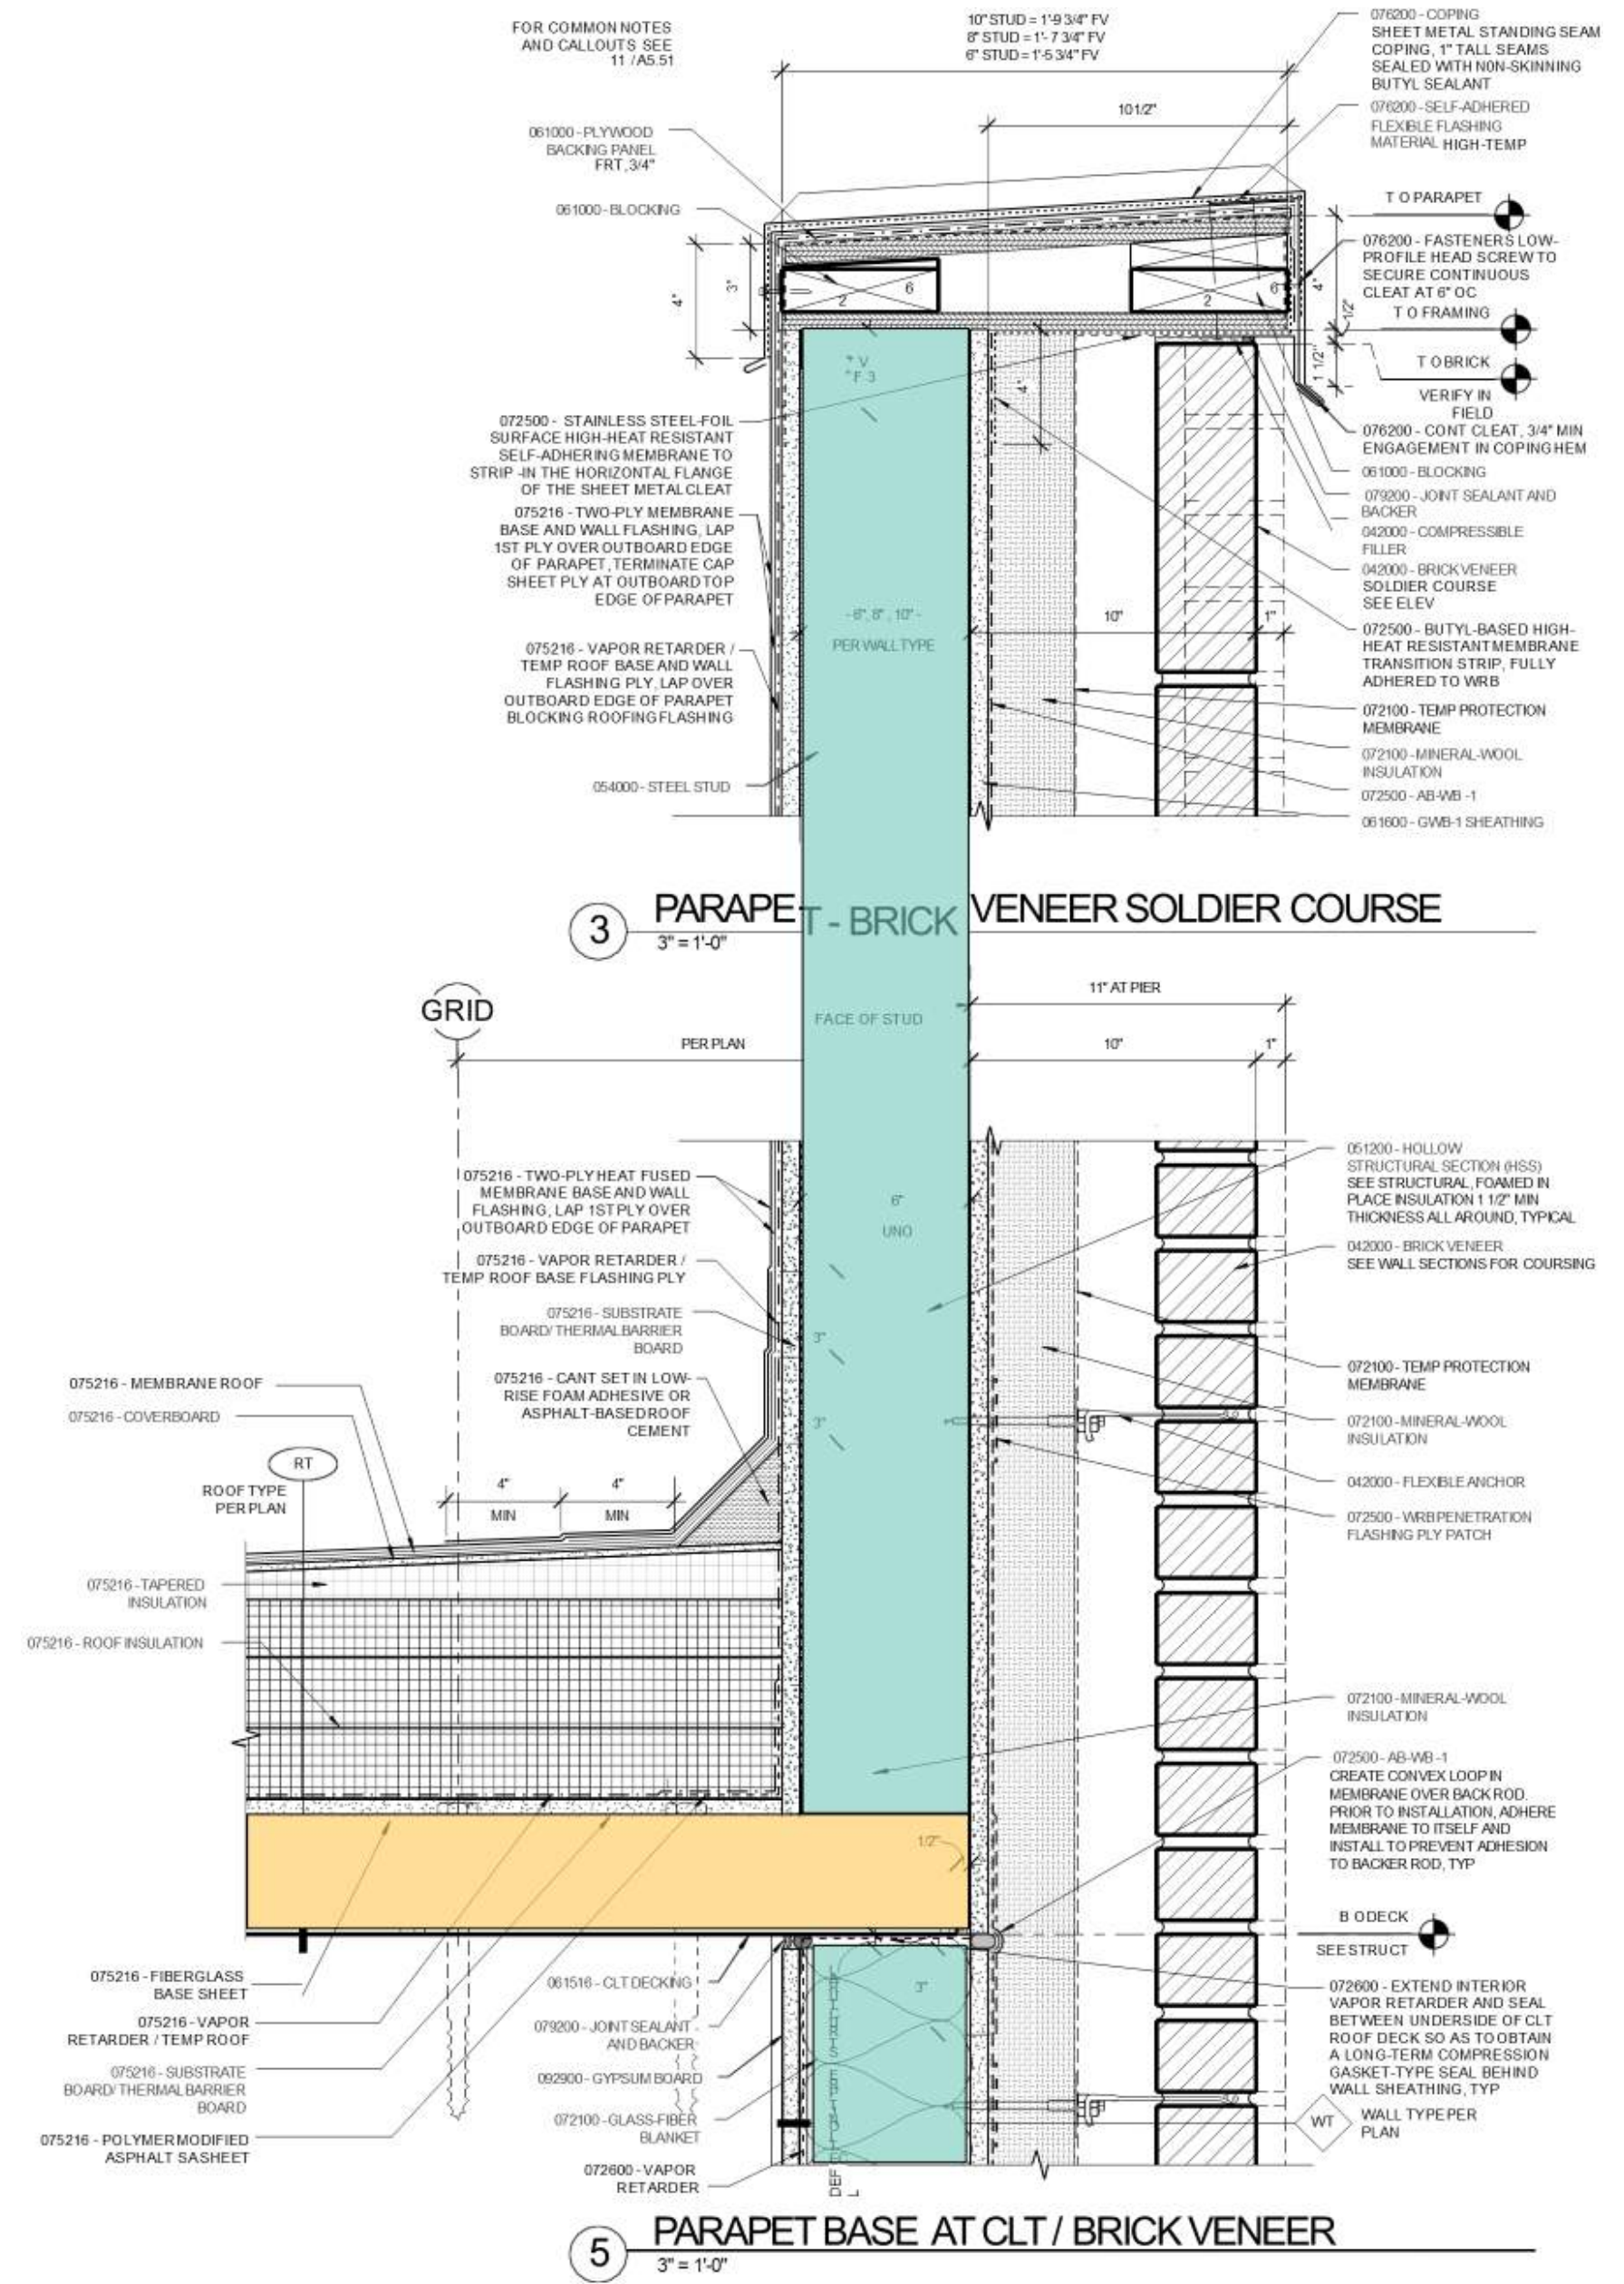 FOR COMMON NOTES
AND CALLOUTS SEE
11 / A5.51
10" STUD = 1'-9 3/4" FV
8" STUD = 1'- 7 3/4" FV
6" STUD = 1'-5 3/4" FV
10 1/2"
076200 - COPING
SHEET METAL STANDING SEAM
COPING, 1" TALL SEAMS
SEALED WITH NON-SKINNING
BUTYL SEALANT
076200 - SELF-ADHERED
FLEXIBLE FLASHING
MATERIAL HIGH-TEMP
061000 - PLYWOOD
BACKING PANEL
FRT, 3/4"
061000 - BLOCKING
T O PARAPET
076200 - FASTENERS LOW-
PROFILE HEAD SCREW TO
SECURE CONTINUOUS
CLEAT AT 6" OC
T O FRAMING
T O BRICK
VERIFY IN
FIELD
076200 - CONT CLEAT, 3/4" MIN
ENGAGEMENT IN COPING HEM
061000 - BLOCKING
079200 - JOINT SEALANT AND
BACKER
042000 - COMPRESSIBLE
FILLER
042000 - BRICK VENEER
SOLDIER COURSE
SEE ELEV
072500 - BUTYL-BASED HIGH-
HEAT RESISTANT MEMBRANE
TRANSITION STRIP, FULLY
ADHERED TO WRB
072100 - TEMP PROTECTION
MEMBRANE
072100 - MINERAL-WOOL
INSULATION
072500 - AB-WB -1
061600 - GWB-1 SHEATHING
4"
3"
2
6
2
6
4"
1/2"
1 1/2"
4"
" V
" F 3
072500 - STAINLESS STEEL-FOIL
SURFACE HIGH-HEAT RESISTANT
SELF-ADHERING MEMBRANE TO
STRIP -IN THE HORIZONTAL FLANGE
OF THE SHEET METAL CLEAT
075216 - TWO-PLY MEMBRANE
BASE AND WALL FLASHING, LAP
1ST PLY OVER OUTBOARD EDGE
OF PARAPET, TERMINATE CAP
SHEET PLY AT OUTBOARD TOP
EDGE OF PARAPET
075216 - VAPOR RETARDER /
TEMP ROOF BASE AND WALL
FLASHING PLY, LAP OVER
OUTBOARD EDGE OF PARAPET
BLOCKING ROOFING FLASHING
054000 - STEEL STUD
- 6", 8" , 10" -
PER WALL TYPE
10"
1"
3
PARAPET - BRICK VENEER SOLDIER COURSE
3" = 1'-0"
GRID
PER PLAN
FACE OF STUD
11" AT PIER
10"
1"
075216 - TWO-PLY HEAT FUSED
MEMBRANE BASE AND WALL
FLASHING, LAP 1ST PLY OVER
OUTBOARD EDGE OF PARAPET
075216 - VAPOR RETARDER /
TEMP ROOF BASE FLASHING PLY
075216 - SUBSTRATE
BOARD/ THERMAL BARRIER
BOARD
075216 - CANT SET IN LOW-
RISE FOAM ADHESIVE OR
ASPHALT-BASED ROOF
CEMENT
6"
UNO
3"
3"
051200 - HOLLOW
STRUCTURAL SECTION (HSS)
SEE STRUCTURAL, FOAMED IN
PLACE INSULATION 1 1/2" MIN
THICKNESS ALL AROUND, TYPICAL
042000 - BRICK VENEER
SEE WALL SECTIONS FOR COURSING
072100 - TEMP PROTECTION
MEMBRANE
072100 - MINERAL-WOOL
INSULATION
042000 - FLEXIBLE ANCHOR
072500 - WRB PENETRATION
FLASHING PLY PATCH
072100 - MINERAL-WOOL
INSULATION
072500 - AB-WB -1
CREATE CONVEX LOOP IN
MEMBRANE OVER BACK ROD.
PRIOR TO INSTALLATION, ADHERE
MEMBRANE TO ITSELF AND
INSTALL TO PREVENT ADHESION
TO BACKER ROD, TYP
B O DECK
SEE STRUCT
072600 - EXTEND INTERIOR
VAPOR RETARDER AND SEAL
BETWEEN UNDERSIDE OF CLT
ROOF DECK SO AS TO OBTAIN
A LONG-TERM COMPRESSION
GASKET-TYPE SEAL BEHIND
WALL SHEATHING, TYP
WT
WALL TYPE PER
PLAN
075216 - MEMBRANE ROOF
075216 - COVERBOARD
RT
ROOF TYPE
PER PLAN
4"
MIN
4"
MIN
075216 - TAPERED
INSULATION
075216 - ROOF INSULATION
1/2"
3"
075216 - FIBERGLASS
BASE SHEET
075216 - VAPOR
RETARDER / TEMP ROOF
075216 - SUBSTRATE
BOARD/ THERMAL BARRIER
BOARD
075216 - POLYMER MODIFIED
ASPHALT SA SHEET
061516 - CLT DECKING
079200 - JOINT SEALANT
AND BACKER
092900 - GYPSUM BOARD
072100 - GLASS-FIBER
BLANKET
072600 - VAPOR
RETARDER
5
PARAPET BASE AT CLT / BRICK VENEER
3" = 1'-0"